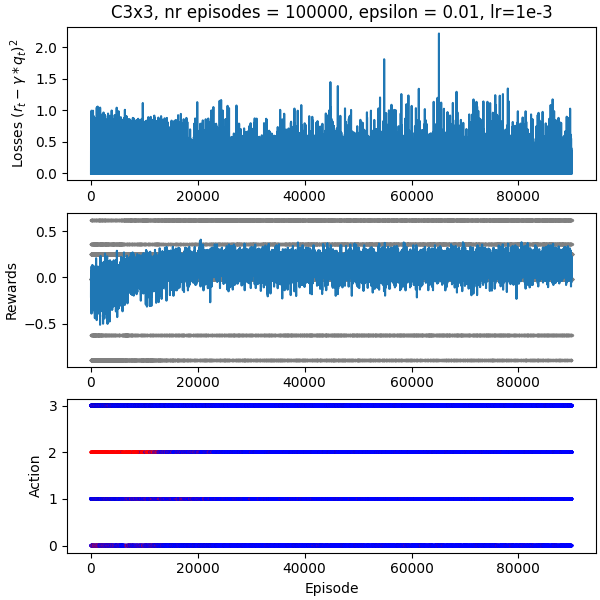 C3x3, nr episodes = 100000, epsilon = 0.01, lr=1e-3
Losses (rₜ − γ * qₜ)²
2.0
1.5
1.0
0.5
0.0
0 20000 40000 60000 80000
Rewards
0.5
0.0
−0.5
0 20000 40000 60000 80000
Action
3
2
1
0
0 20000 40000 60000 80000
Episode